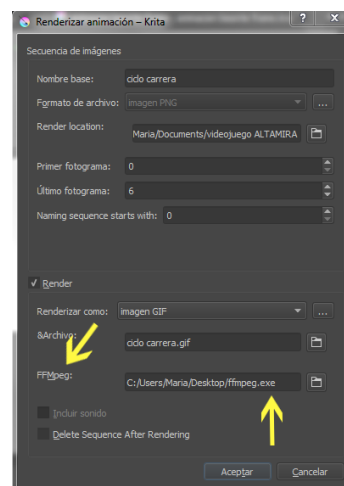 Renderizar animación – Krita
Secuencia de imágenes
Nombre base: ciclo carrera
Formato de archivo: imagen PNG ...
Render location: Maria/Documents/videojuego ALTAMIRA
Primer fotograma: 0
Último fotograma: 6
Naming sequence starts with: 0
Render
Renderizar como: imagen GIF ...
&Archivo: ciclo carrera.gif
FFMpeg: C:/Users/Maria/Desktop/ffmpeg.exe
Incluir sonido
Delete Sequence After Rendering
Aceptar Cancelar